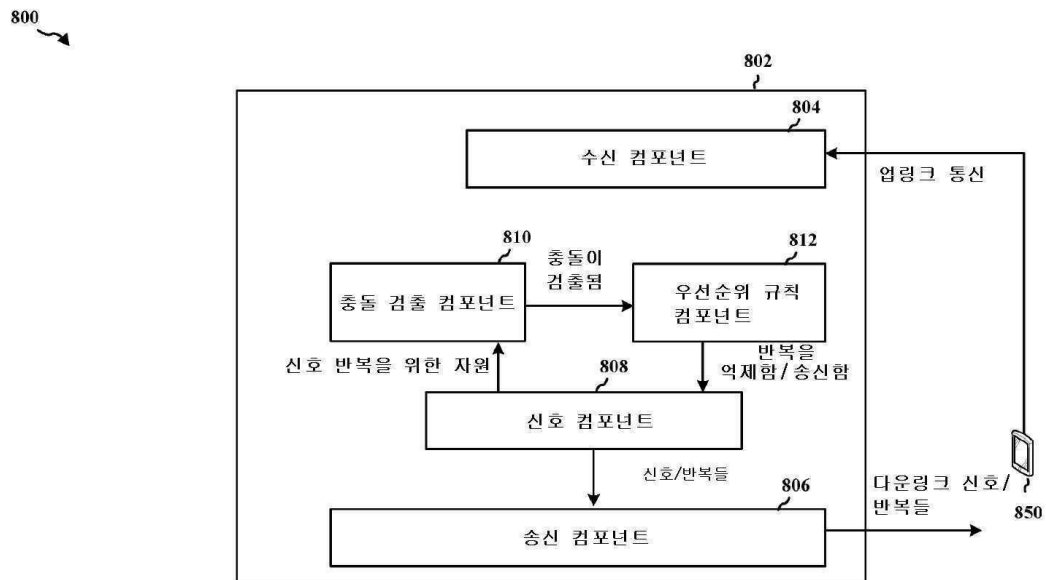 800
802
804
수신 컴포넌트
업링크 통신
810
충돌 검출 컴포넌트
충돌이
검출됨
812
우선순위 규칙
컴포넌트
신호 반복을 위한 자원
반복을
억제함/송신함
808
신호 컴포넌트
신호/반복들
806
송신 컴포넌트
다운링크 신호/
반복들
850